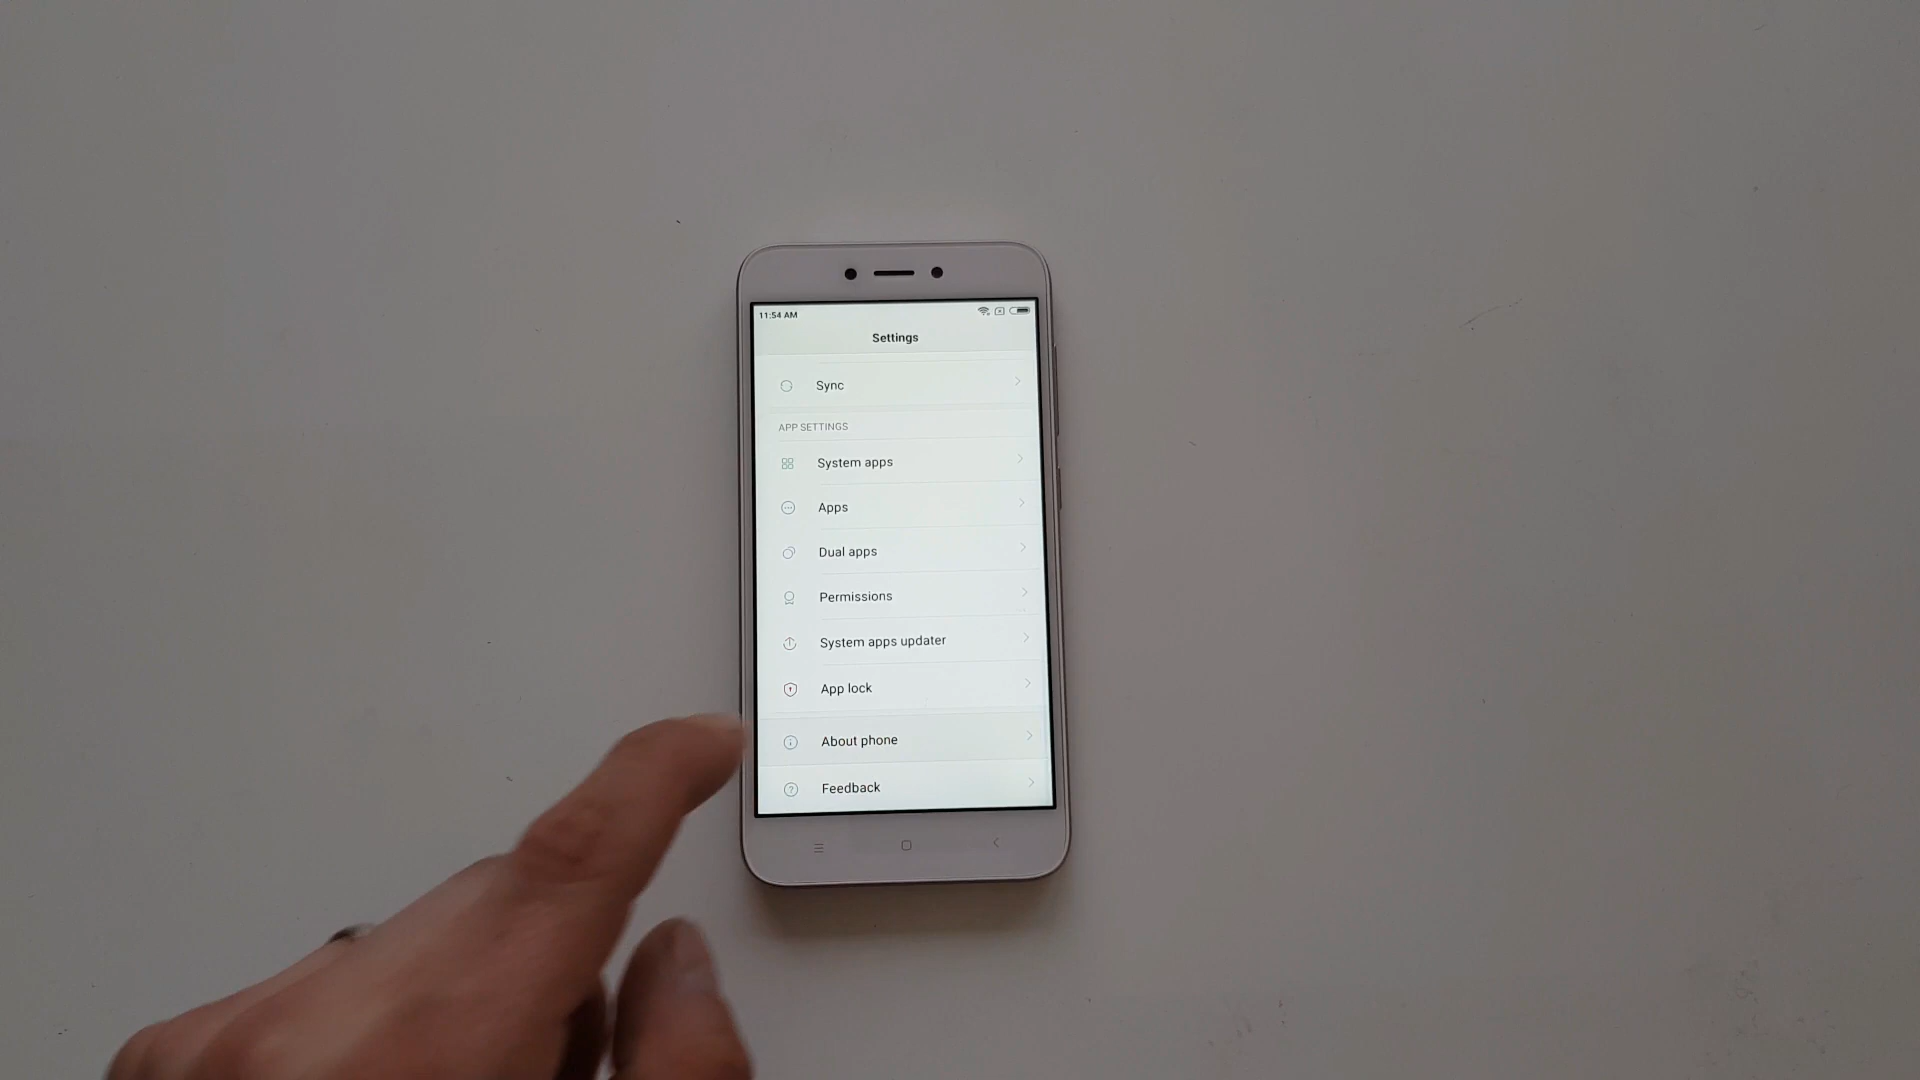 11:54 AM
Settings
Sync
APP SETTINGS
System apps
Apps
Dual apps
Permissions
System apps updater
App lock
About phone
Feedback